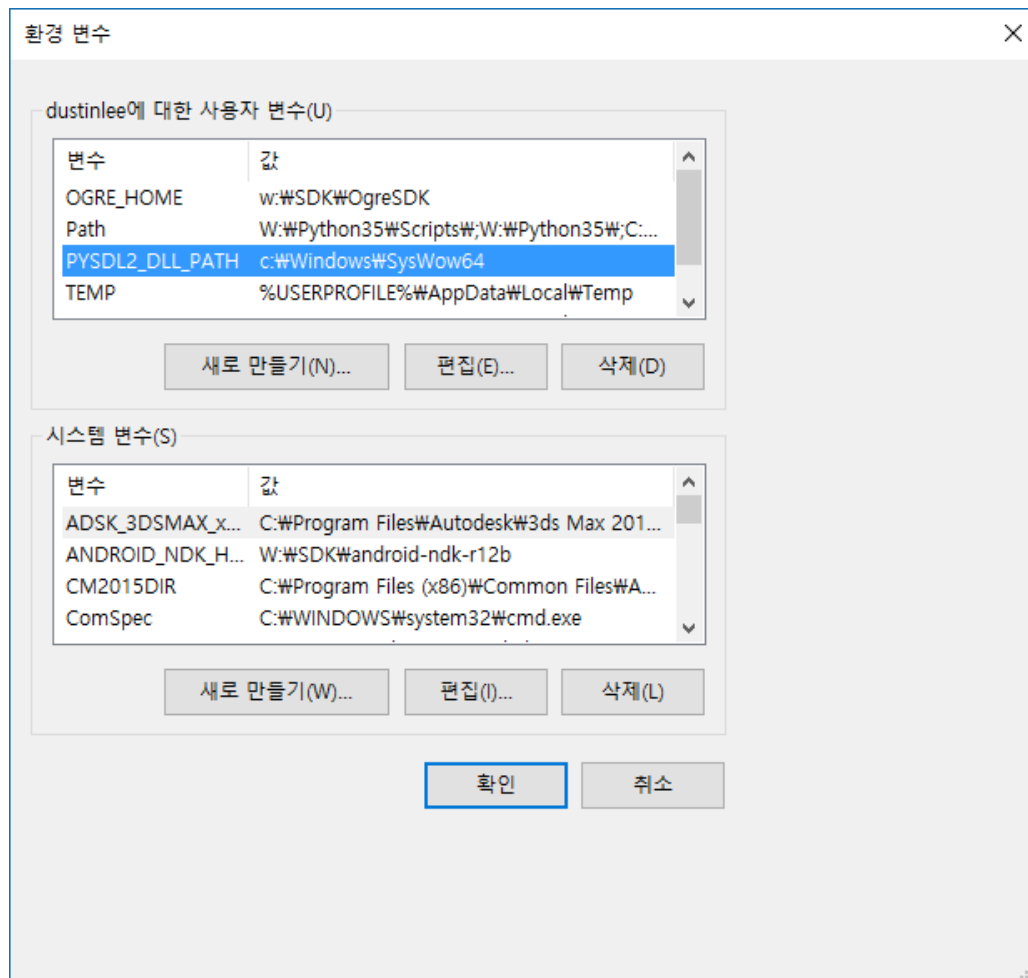 환경 변수
dustinlee에 대한 사용자 변수(U)
변수 값
OGRE_HOME w:₩SDK₩OgreSDK
Path W:₩Python35₩Scripts₩;W:₩Python35₩;C:...
PYSDL2_DLL_PATH c:₩Windows₩SysWow64
TEMP %USERPROFILE%₩AppData₩Local₩Temp
새로 만들기(N)... 편집(E)... 삭제(D)
시스템 변수(S)
변수 값
ADSK_3DSMAX_x... C:₩Program Files₩Autodesk₩3ds Max 201...
ANDROID_NDK_H... W:₩SDK₩android-ndk-r12b
CM2015DIR C:₩Program Files (x86)₩Common Files₩A...
ComSpec C:₩WINDOWS₩system32₩cmd.exe
새로 만들기(W)... 편집(I)... 삭제(L)
확인 취소